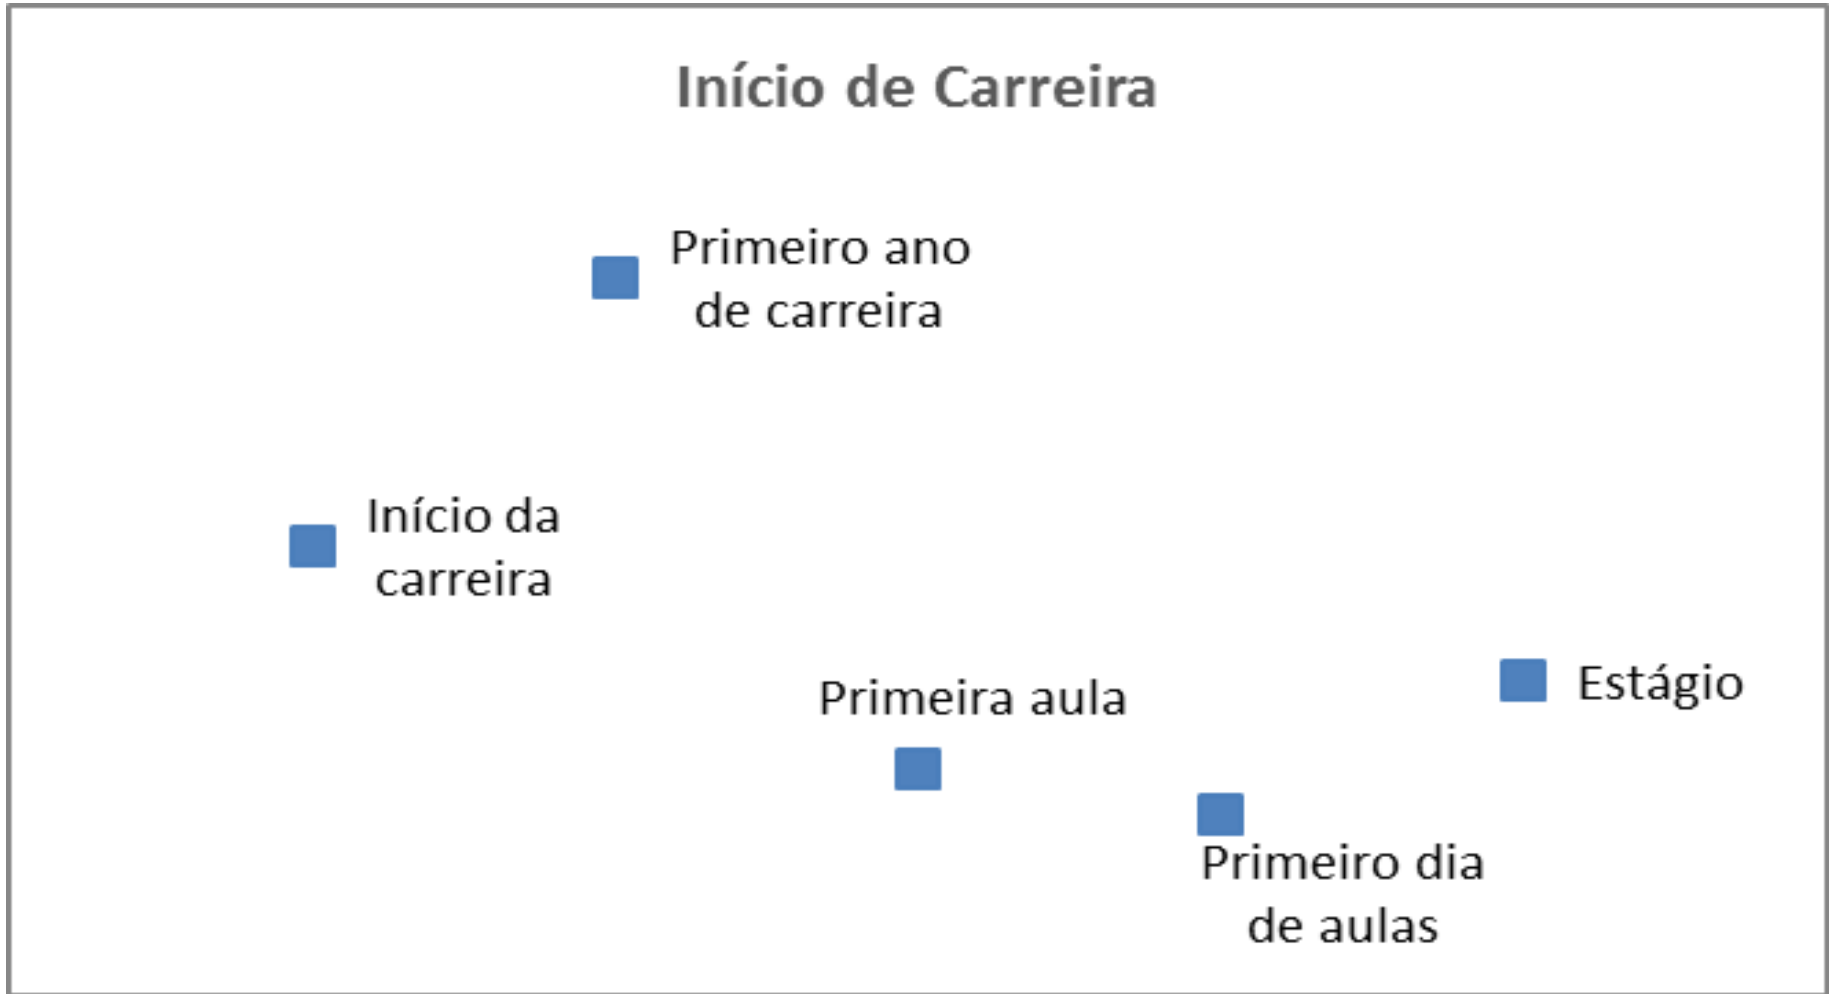 Início de Carreira
Primeiro ano
de carreira
Início da
carreira
Primeira aula
Estágio
Primeiro dia
de aulas